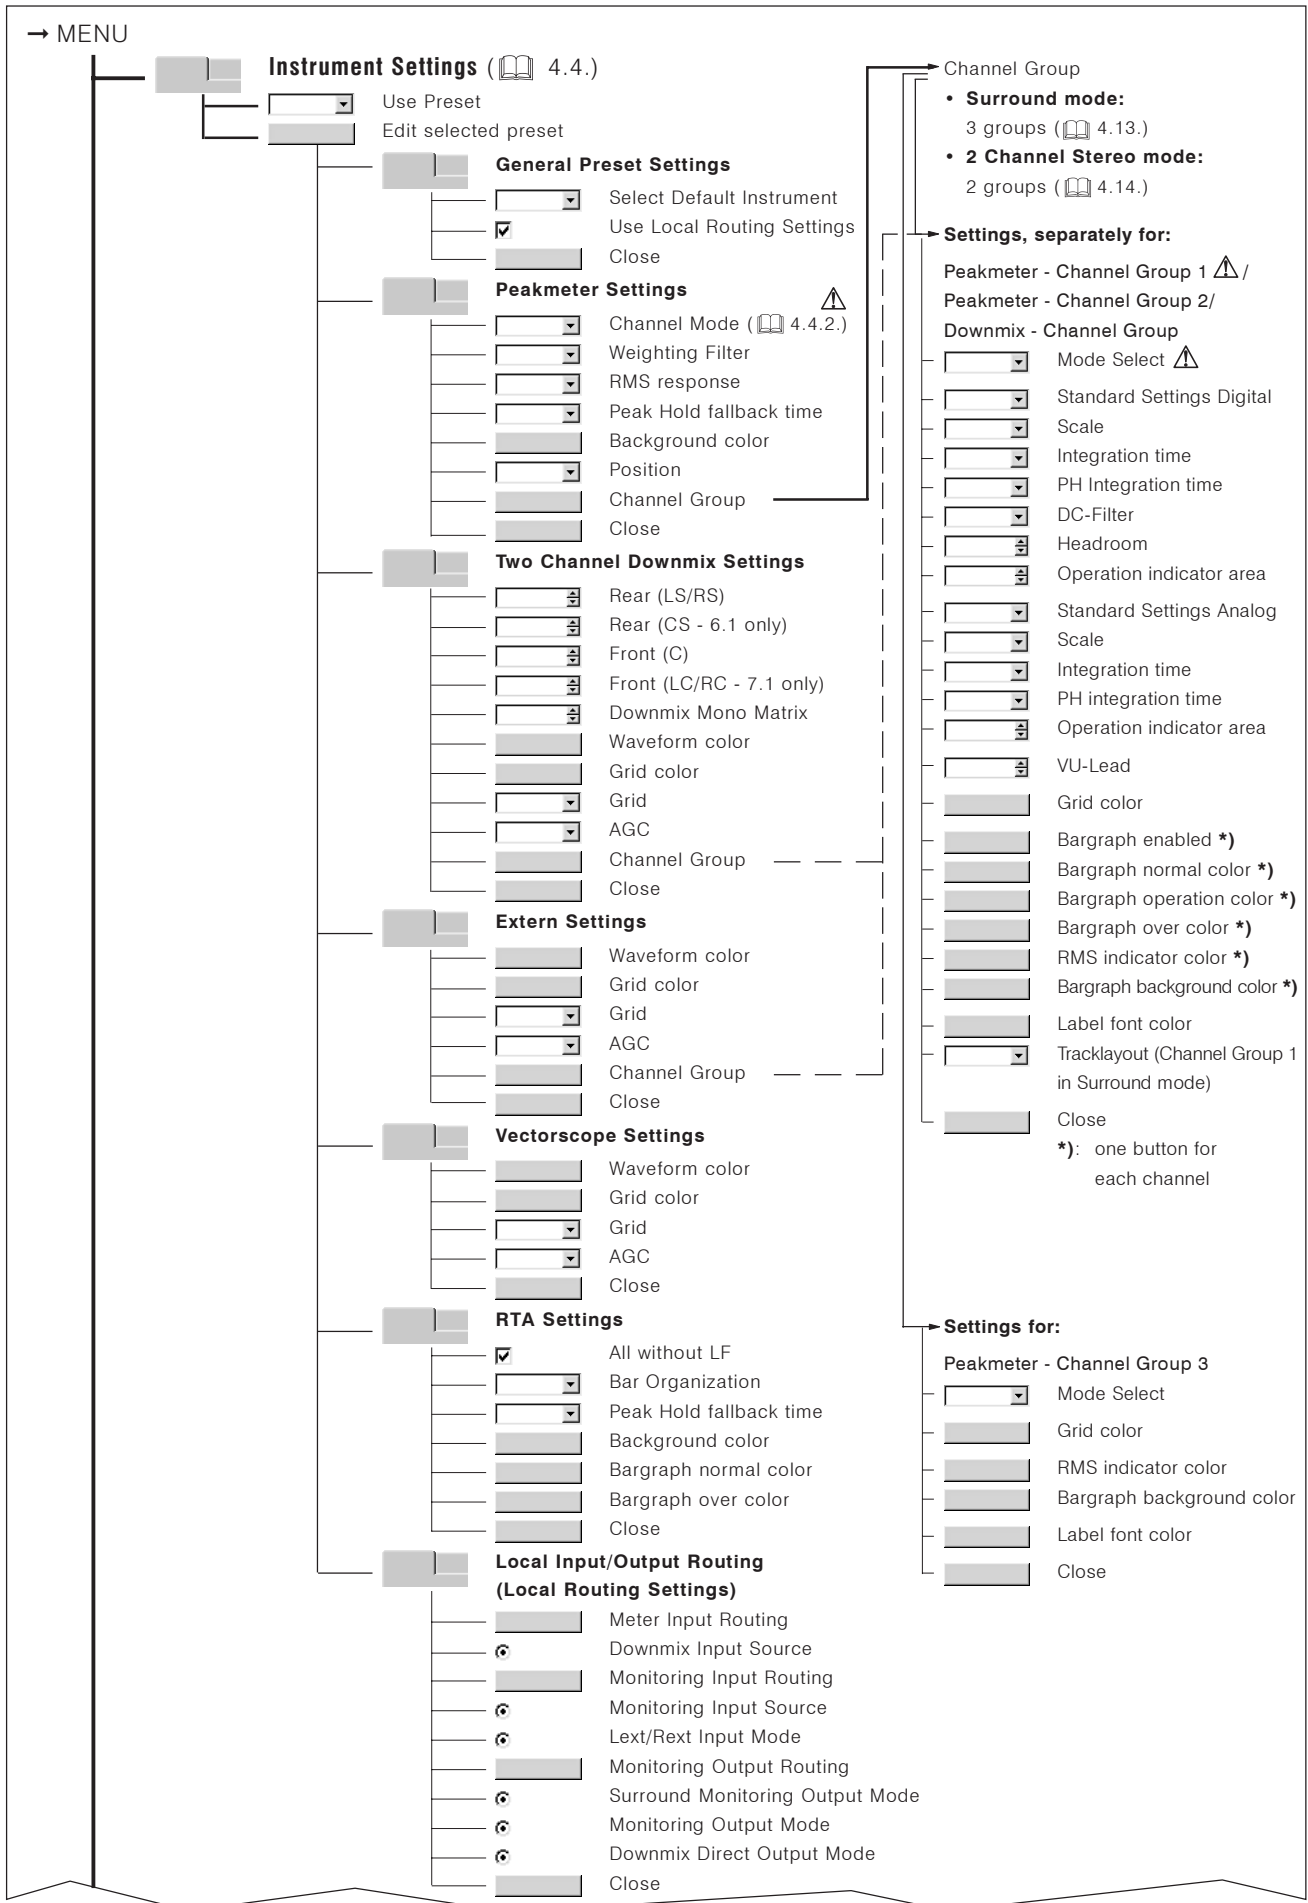 → MENU
Instrument Settings ( 4.4.)
Use Preset
Edit selected preset
General Preset Settings
Select Default Instrument
Use Local Routing Settings
Close
Peakmeter Settings
Channel Mode ( 4.4.2.)
Weighting Filter
RMS response
Peak Hold fallback time
Background color
Position
Channel Group
Close
Two Channel Downmix Settings
Rear (LS/RS)
Rear (CS - 6.1 only)
Front (C)
Front (LC/RC - 7.1 only)
Downmix Mono Matrix
Waveform color
Grid color
Grid
AGC
Channel Group
Close
Extern Settings
Waveform color
Grid color
Grid
AGC
Channel Group
Close
Vectorscope Settings
Waveform color
Grid color
Grid
AGC
Close
RTA Settings
All without LF
Bar Organization
Peak Hold fallback time
Background color
Bargraph normal color
Bargraph over color
Close
Local Input/Output Routing
(Local Routing Settings)
Meter Input Routing
Downmix Input Source
Monitoring Input Routing
Monitoring Input Source
Lext/Rext Input Mode
Monitoring Output Routing
Surround Monitoring Output Mode
Monitoring Output Mode
Downmix Direct Output Mode
Close
Channel Group
• Surround mode:
3 groups ( 4.13.)
• 2 Channel Stereo mode:
2 groups ( 4.14.)
Settings, separately for:
Peakmeter - Channel Group 1 ⚠ /
Peakmeter - Channel Group 2/
Downmix - Channel Group
Mode Select ⚠
Standard Settings Digital
Scale
Integration time
PH Integration time
DC-Filter
Headroom
Operation indicator area
Standard Settings Analog
Scale
Integration time
PH integration time
Operation indicator area
VU-Lead
Grid color
Bargraph enabled *)
Bargraph normal color *)
Bargraph operation color *)
Bargraph over color *)
RMS indicator color *)
Bargraph background color *)
Label font color
Tracklayout (Channel Group 1
in Surround mode)
Close
*): one button for
each channel
Settings for:
Peakmeter - Channel Group 3
Mode Select
Grid color
RMS indicator color
Bargraph background color
Label font color
Close